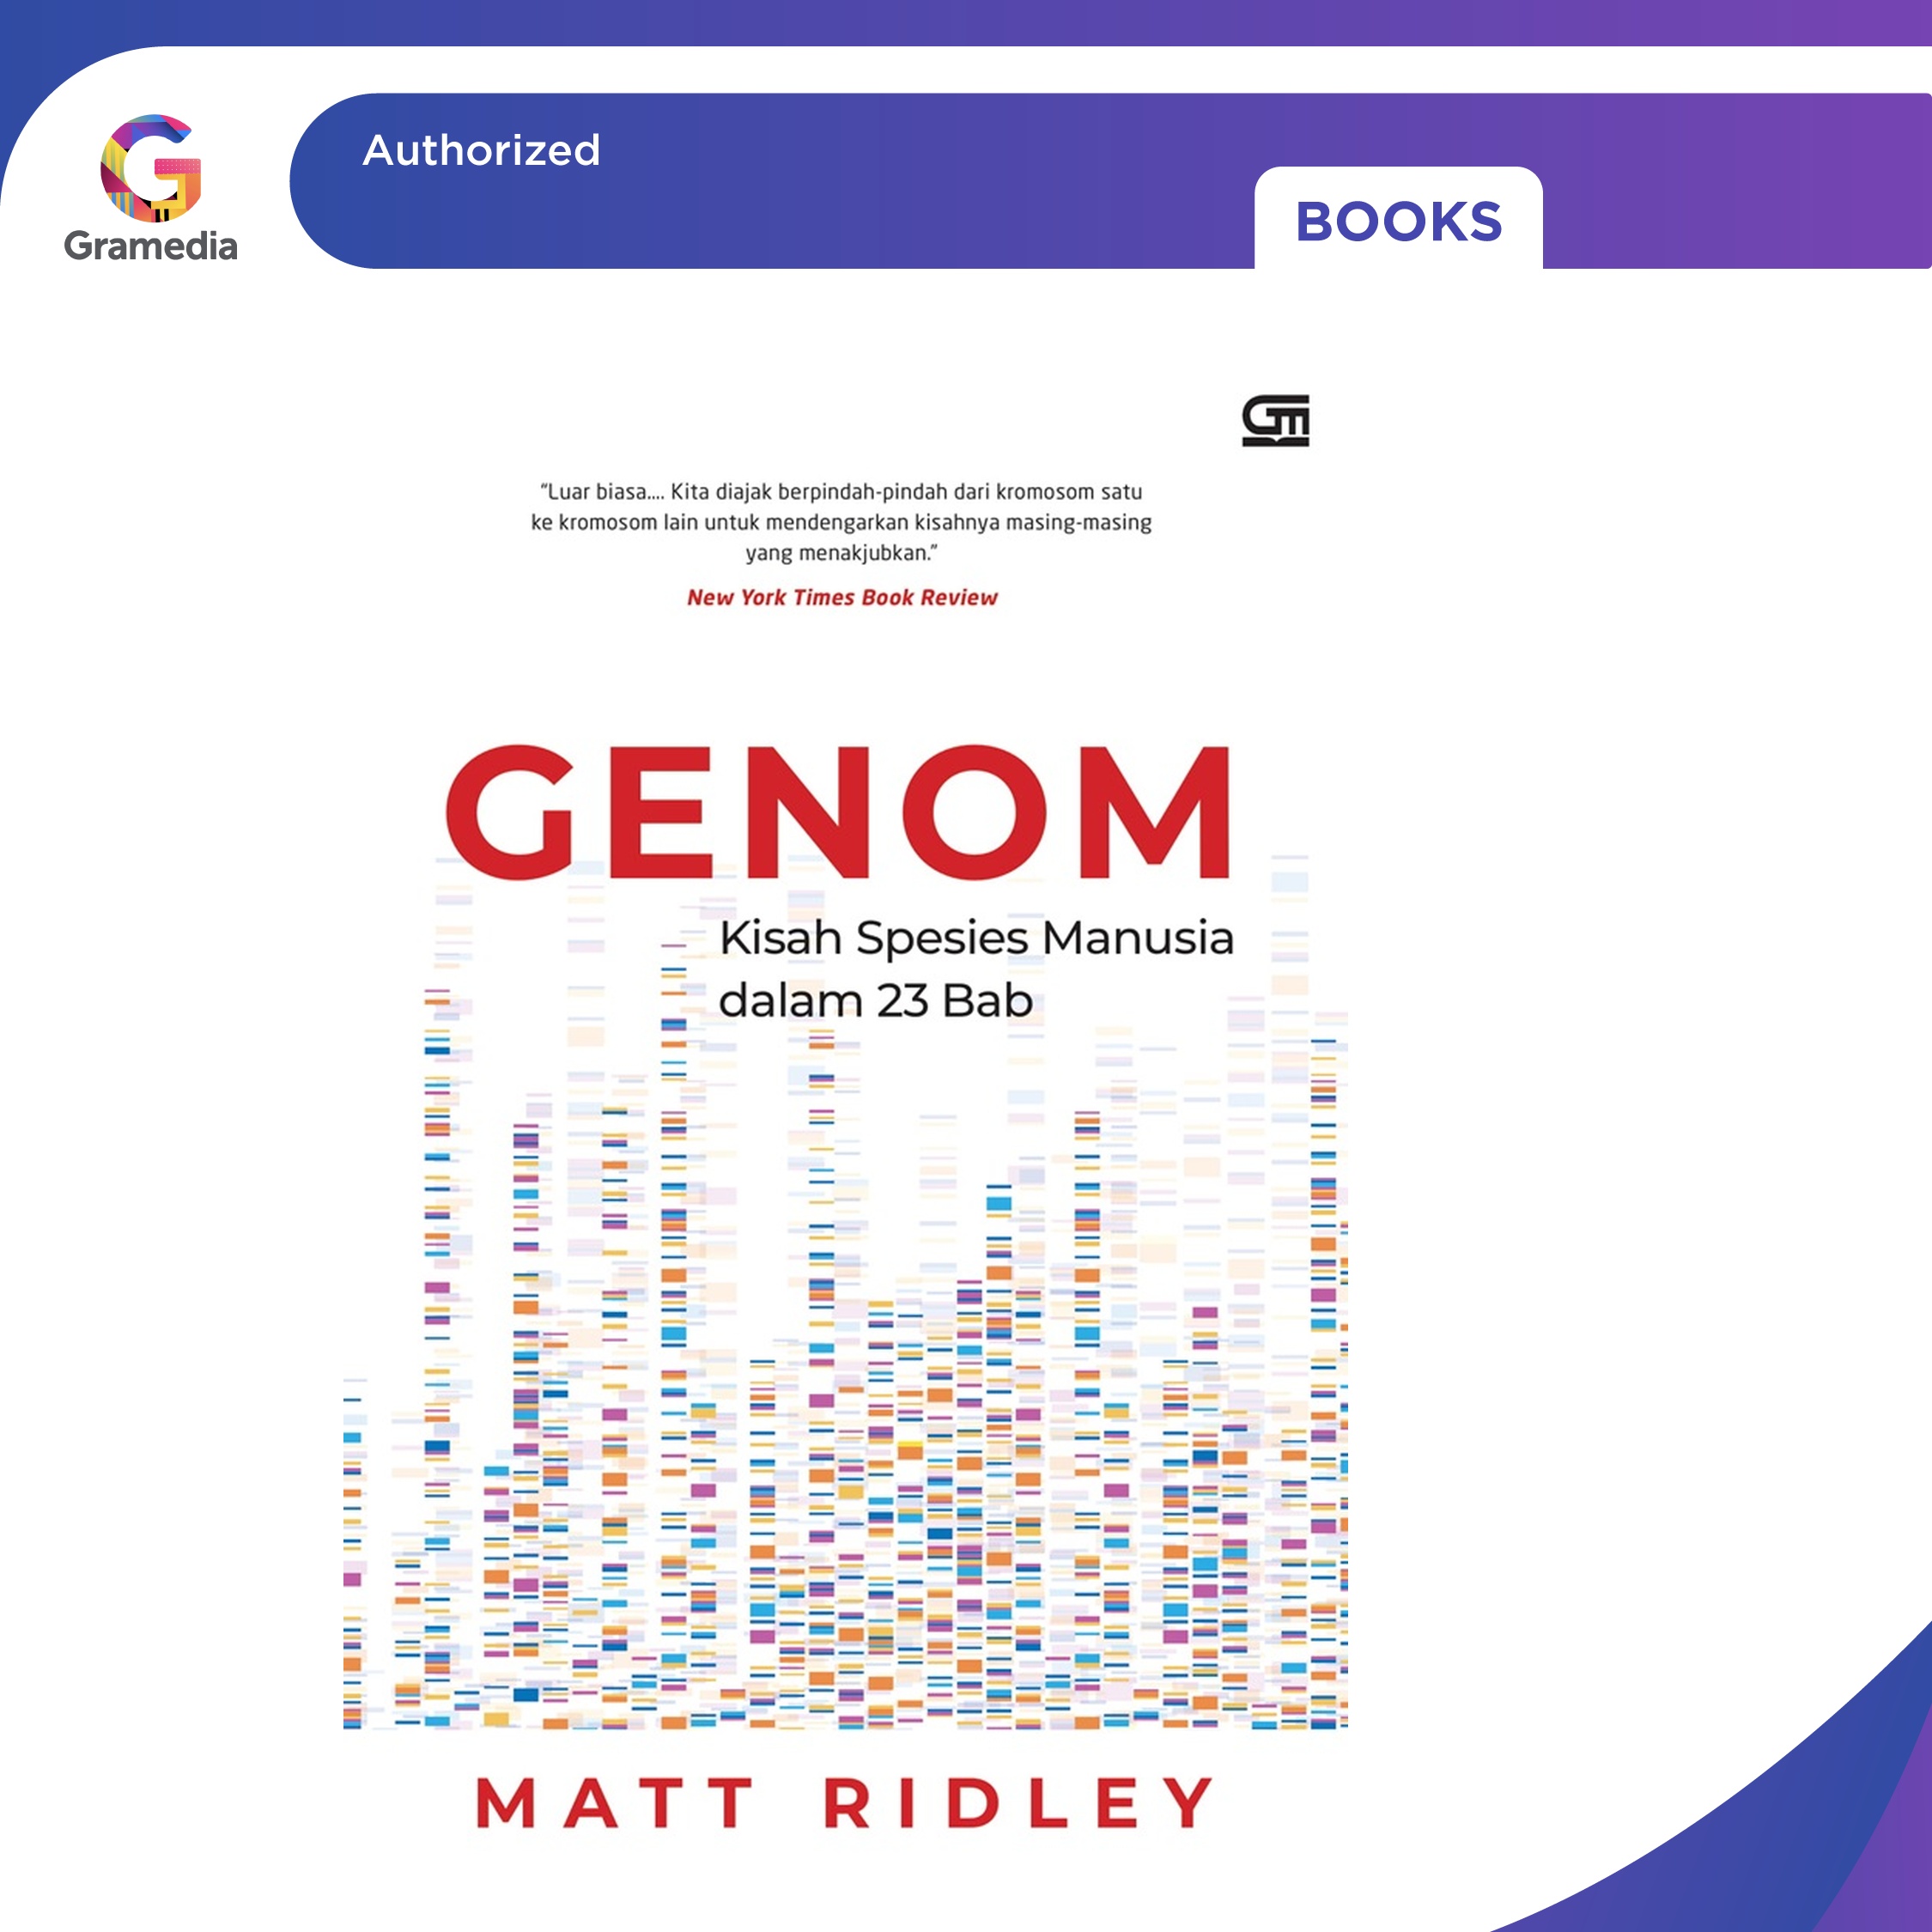 Gramedia
Authorized
BOOKS
GM
“Luar biasa.... Kita diajak berpindah-pindah dari kromosom satu
ke kromosom lain untuk mendengarkan kisahnya masing-masing
yang menakjubkan.”
New York Times Book Review
GENOM
Kisah Spesies Manusia
dalam 23 Bab
MATT RIDLEY